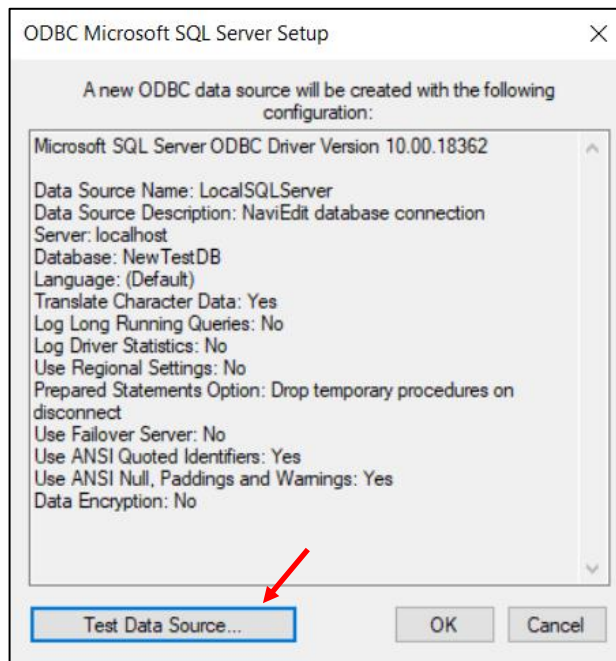 ODBC Microsoft SQL Server Setup
A new ODBC data source will be created with the following
configuration:
Microsoft SQL Server ODBC Driver Version 10.00.18362
Data Source Name: LocalSQLServer
Data Source Description: NaviEdit database connection
Server: localhost
Database: NewTestDB
Language: (Default)
Translate Character Data: Yes
Log Long Running Queries: No
Log Driver Statistics: No
Use Regional Settings: No
Prepared Statements Option: Drop temporary procedures on
disconnect
Use Failover Server: No
Use ANSI Quoted Identifiers: Yes
Use ANSI Null, Paddings and Warnings: Yes
Data Encryption: No
Test Data Source... OK Cancel